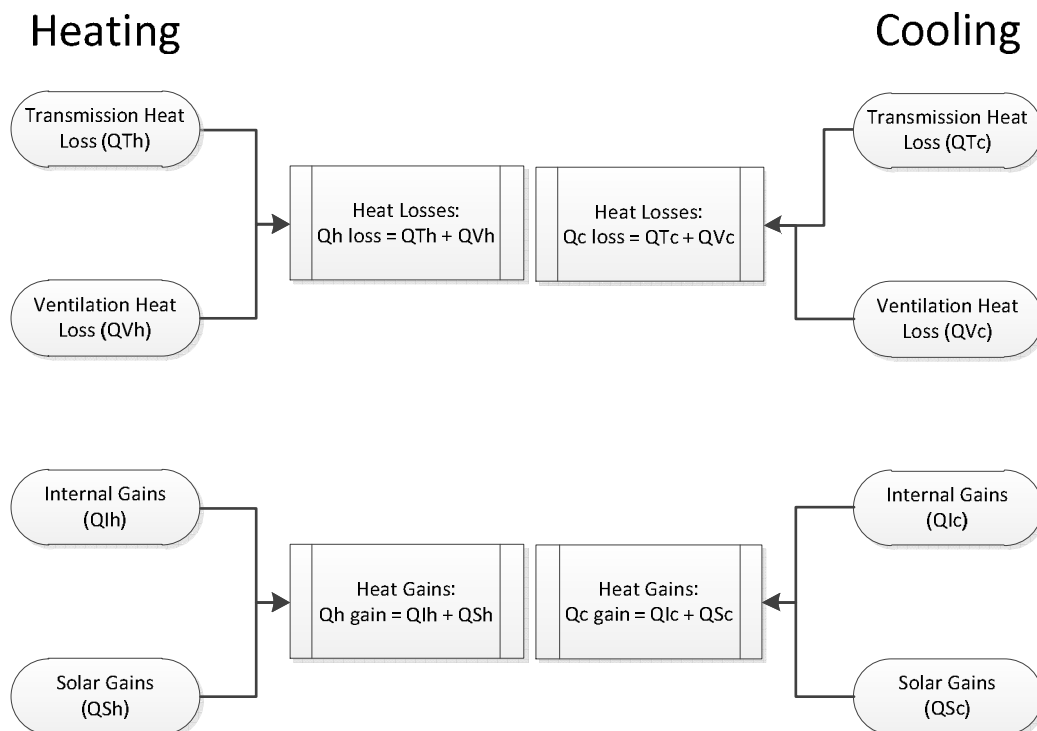 Heating
Cooling
Transmission Heat
Loss (QTh)
Transmission Heat
Loss (QTc)
Heat Losses:
Qh loss = QTh + QVh
Heat Losses:
Qc loss = QTc + QVc
Ventilation Heat
Loss (QVh)
Ventilation Heat
Loss (QVc)
Internal Gains
(QIh)
Internal Gains
(QIc)
Heat Gains:
Qh gain = QIh + QSh
Heat Gains:
Qc gain = QIc + QSc
Solar Gains
(QSh)
Solar Gains
(QSc)